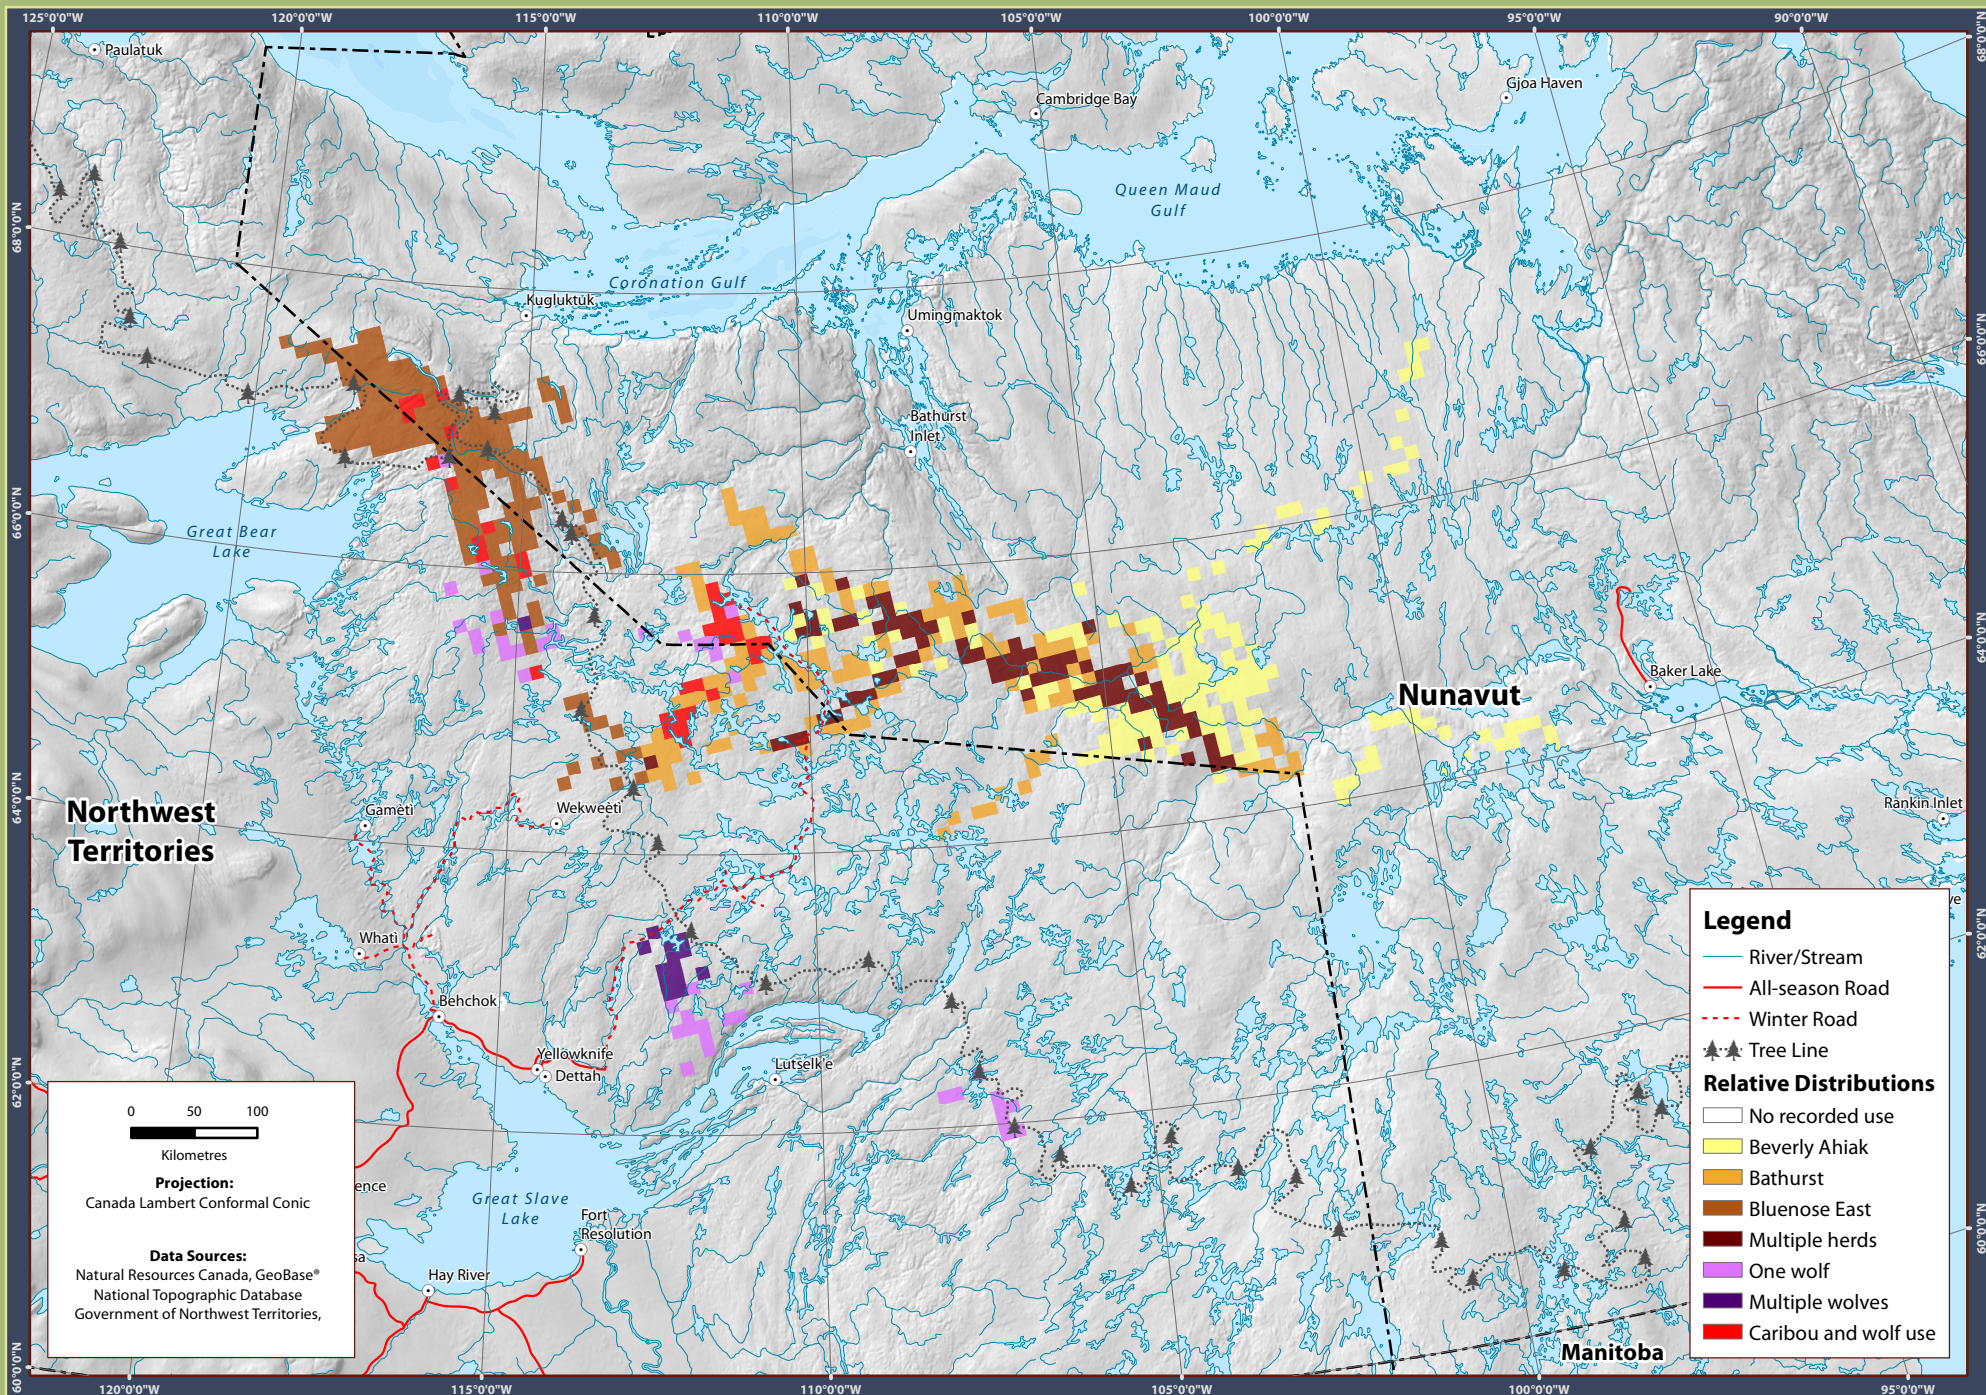 125°0'0"W
120°0'0"W
115°0'0"W
110°0'0"W
105°0'0"W
100°0'0"W
95°0'0"W
90°0'0"W
68°0'0"N
Paulatuk
Cambridge Bay
Gjoa Haven
Queen Maud
Gulf
68°0'0"N
Coronation Gulf
Kugluktuk
Umingmaktok
66°0'0"N
Bathurst
Inlet
66°0'0"N
Great Bear
Lake
64°0'0"N
Baker Lake
Nunavut
64°0'0"N
Northwest
Territories
Gamètì
Wekweètì
Rankin Inlet
Whatì
62°0'0"N
Behchok
Yellowknife
Dettah
Lutselk'e
62°0'0"N
ence
Great Slave
Lake
Fort
Resolution
sa
Hay River
60°0'0"N
60°0'0"N
Manitoba
0 50 100
Kilometres
Projection:
Canada Lambert Conformal Conic
Data Sources:
Natural Resources Canada, GeoBase®
National Topographic Database
Government of Northwest Territories,
ve
Legend
River/Stream
All-season Road
Winter Road
Tree Line
Relative Distributions
No recorded use
Beverly Ahiak
Bathurst
Bluenose East
Multiple herds
One wolf
Multiple wolves
Caribou and wolf use
120°0'0"W
115°0'0"W
110°0'0"W
105°0'0"W
100°0'0"W
95°0'0"W